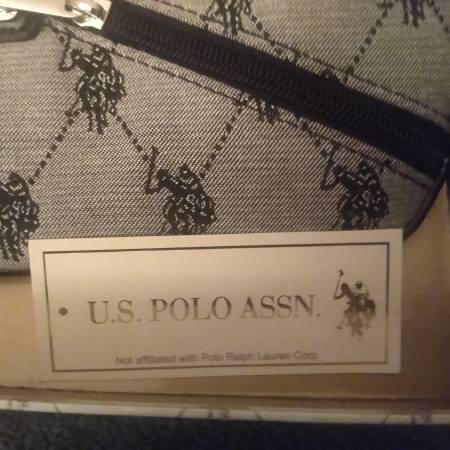 U.S. POLO ASSN.
Not affiliated with Polo Ralph Lauren Corp.